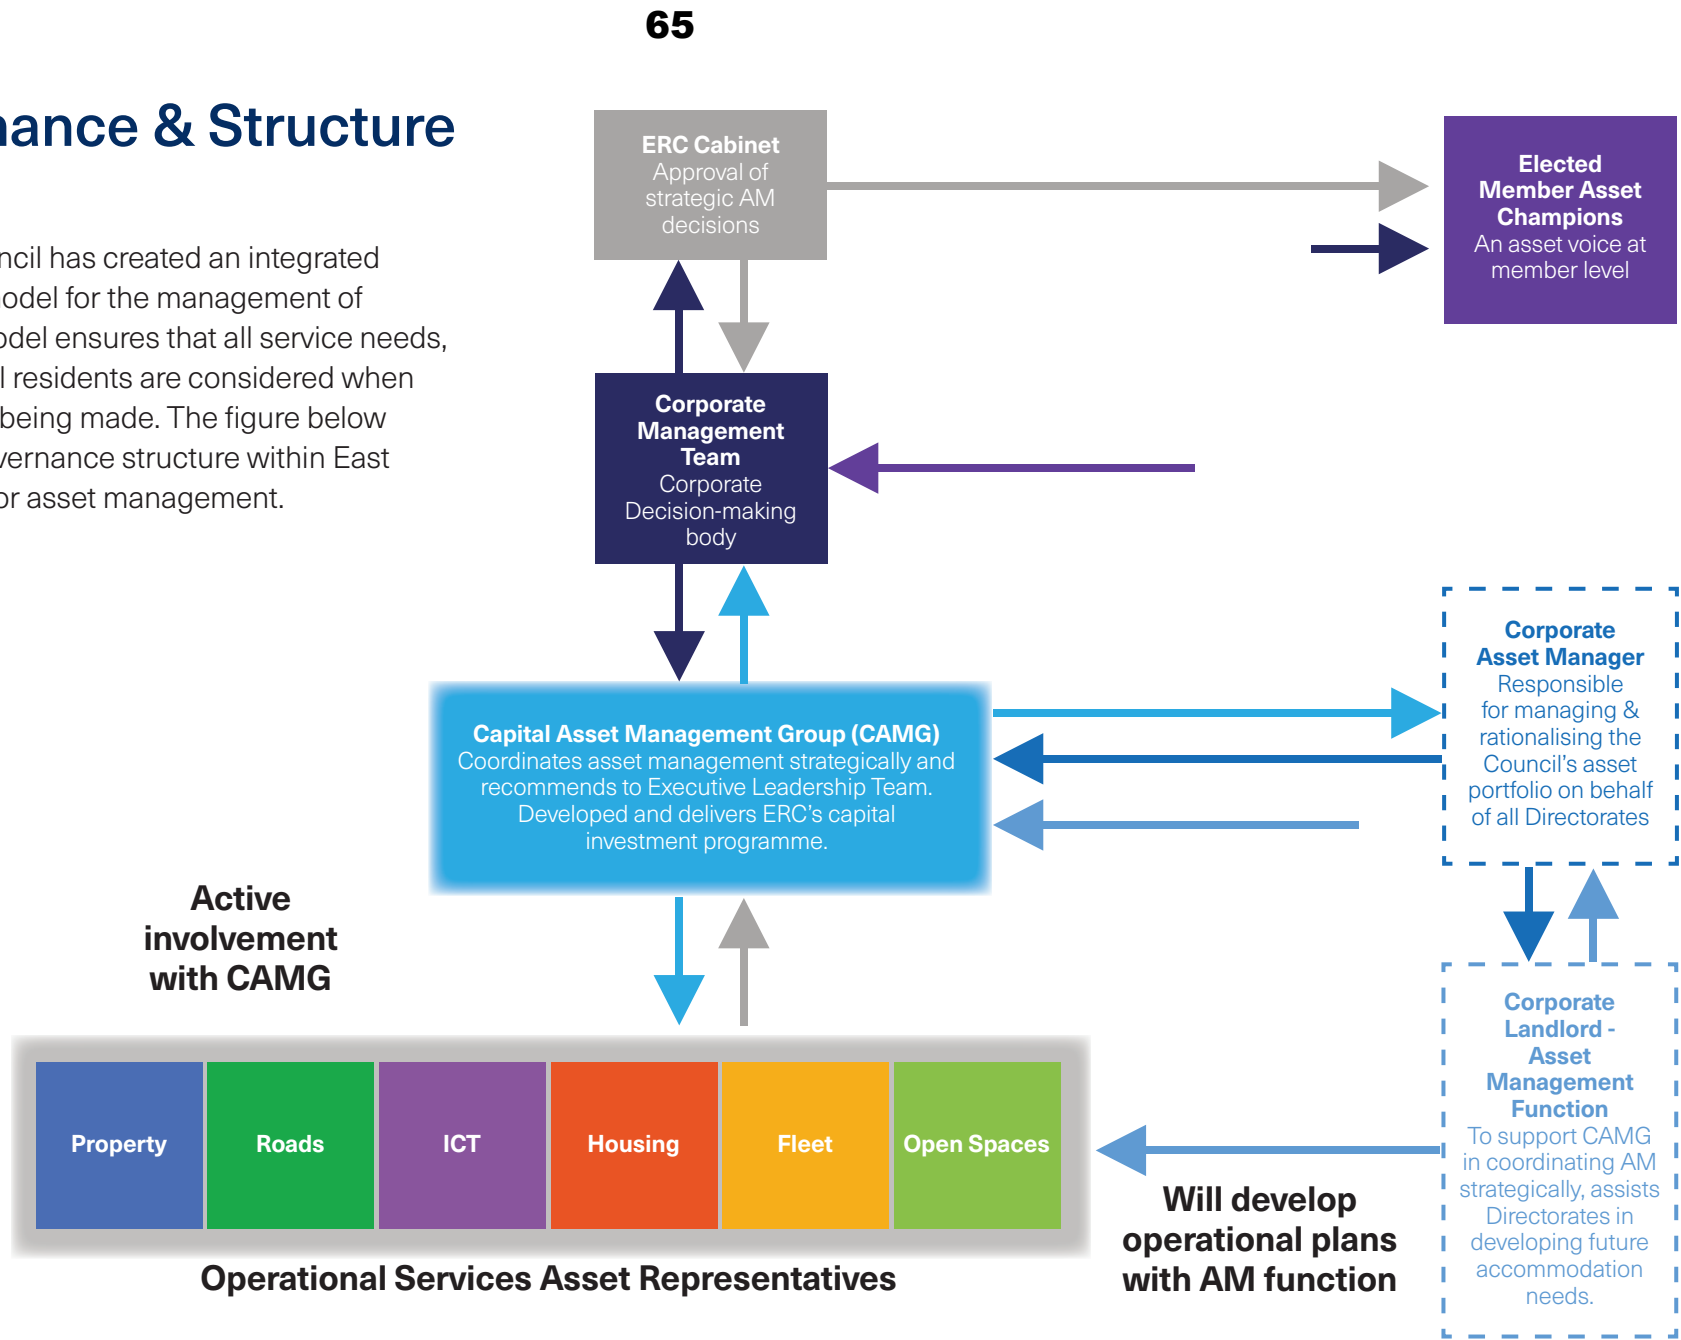 65
& Structure
has created an integrated
for the management of
ensures that all service needs,
residents are considered when
being made. The figure below
structure within East
asset management.
ERC Cabinet
Approval of
strategic AM
decisions
Elected
Member Asset
Champions
An asset voice at
member level
Corporate
Management
Team
Corporate
Decision-making
body
Capital Asset Management Group (CAMG)
Coordinates asset management strategically and
recommends to Executive Leadership Team.
Developed and delivers ERC's capital
investment programme.
Corporate
Asset Manager
Responsible
for managing &
rationalising the
Council's asset
portfolio on behalf
of all Directorates
Active
involvement
with CAMG
Property
Roads
ICT
Housing
Fleet
Open Spaces
Operational Services Asset Representatives
Will develop
operational plans
with AM function
Corporate
Landlord -
Asset
Management
Function
To support CAMG
in coordinating AM
strategically, assists
Directorates in
developing future
accommodation
needs.